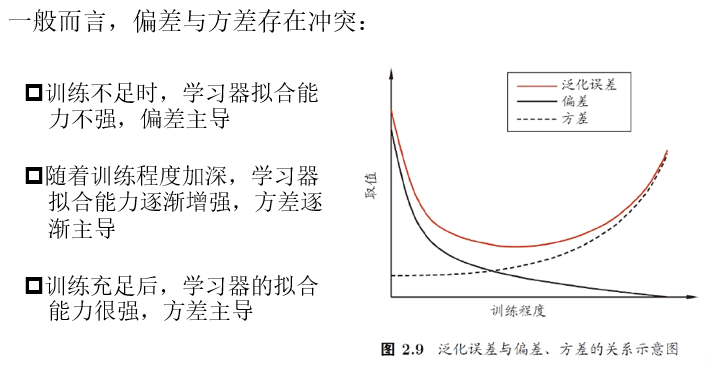 一般而言，偏差与方差存在冲突：
训练不足时，学习器拟合能
力不强，偏差主导
随着训练程度加深，学习器
拟合能力逐渐增强，方差逐
渐主导
训练充足后，学习器的拟合
能力很强，方差主导
泛化误差
偏差
方差
取值
训练程度
图 2.9 泛化误差与偏差、方差的关系示意图